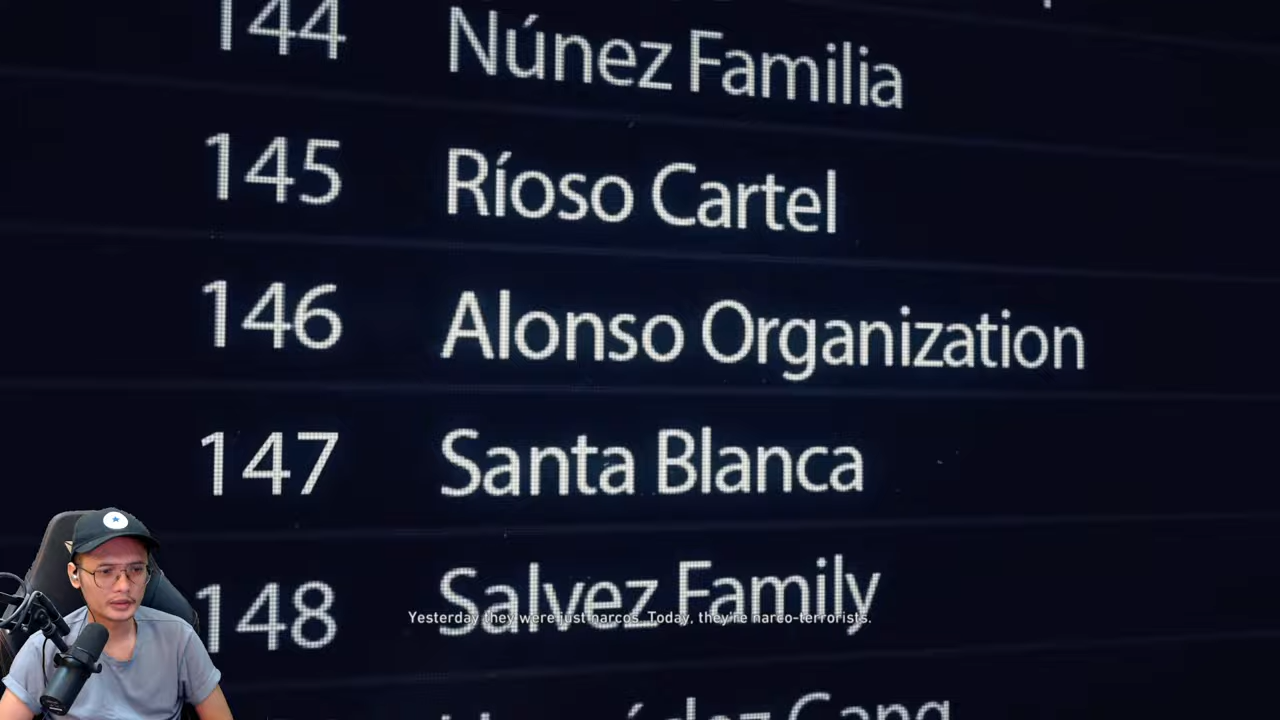 144 Núnez Familia
145 Ríoso Cartel
146 Alonso Organization
147 Santa Blanca
148 Salvez Family
Yesterday they were just narcos. Today, they're narco-terrorists.
Gang